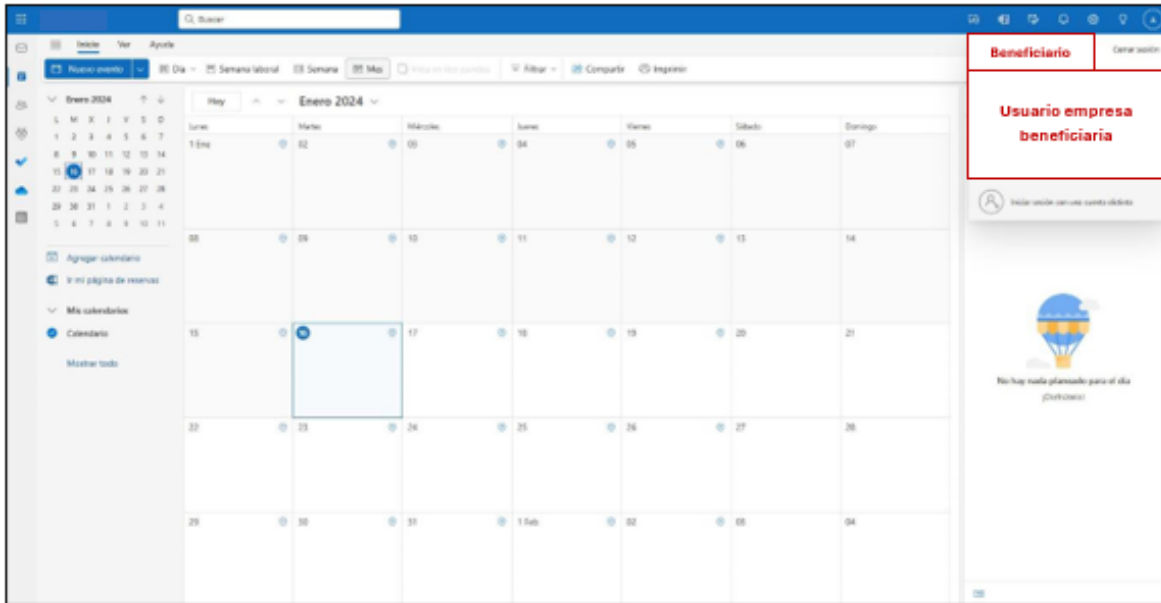 Buscar
Inicio Ver Ayuda
Beneficiario
Cerrar sesión
Nuevo evento Día Semana laboral Semana Mes Vista en dos paneles Filtrar Compartir Imprimir
Usuario empresa
beneficiaria
Iniciar sesión con una cuenta distinta
Enero 2024
L M X J V S D
1 2 3 4 5 6 7
8 9 10 11 12 13 14
15 16 17 18 19 20 21
22 23 24 25 26 27 28
29 30 31 1 2 3 4
5 6 7 8 9 10 11
Agregar calendario
Ir mi página de reservas
Mis calendarios
Calendario
Mostrar todo
Hoy Enero 2024
Lunes Martes Miércoles Jueves Viernes Sábado Domingo
1 Ene 02 03 04 05 06 07
08 09 10 11 12 13 14
15 16 17 18 19 20 21
22 23 24 25 26 27 28
29 30 31 1 Feb 02 03 04
No hay nada planeado para el día
¡Disfrútelo!
A